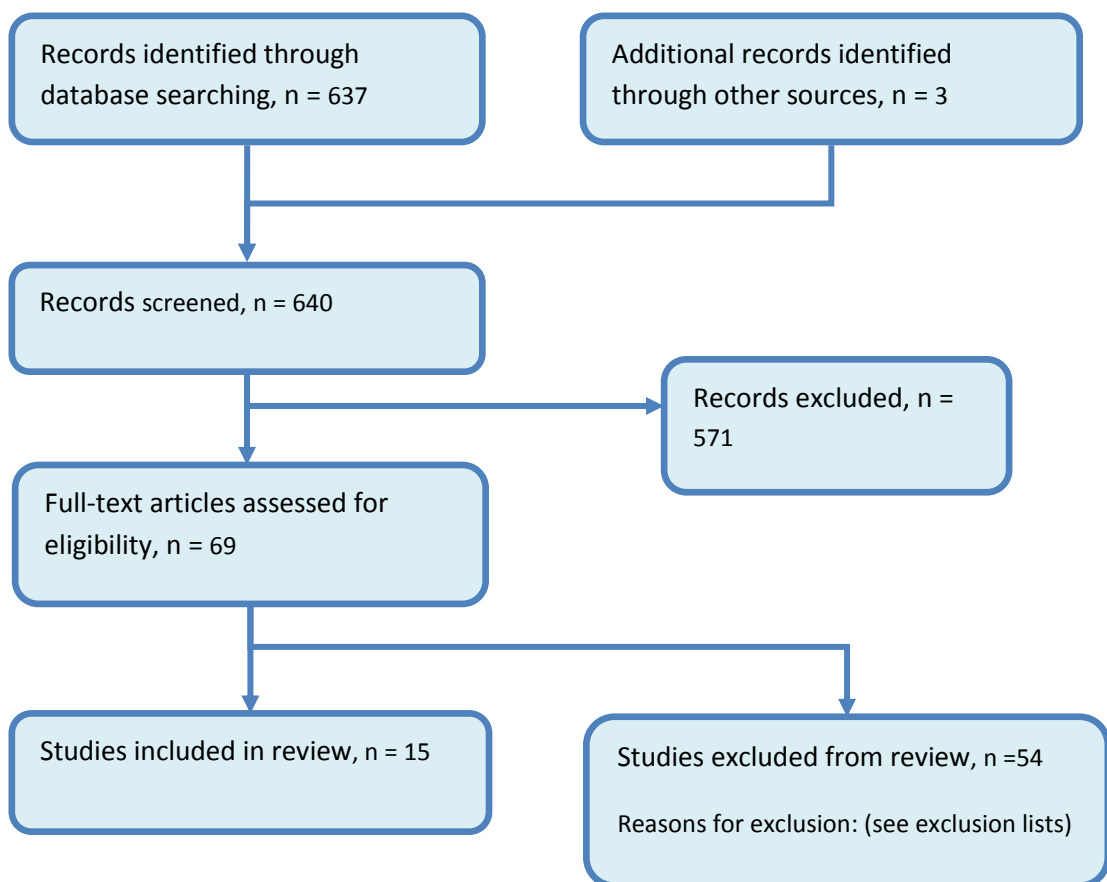 Records identified through
database searching, n = 637
Additional records identified
through other sources, n = 3
Records screened, n = 640
Records excluded, n =
571
Full-text articles assessed for
eligibility, n = 69
Studies included in review, n = 15
Studies excluded from review, n =54
Reasons for exclusion: (see exclusion lists)